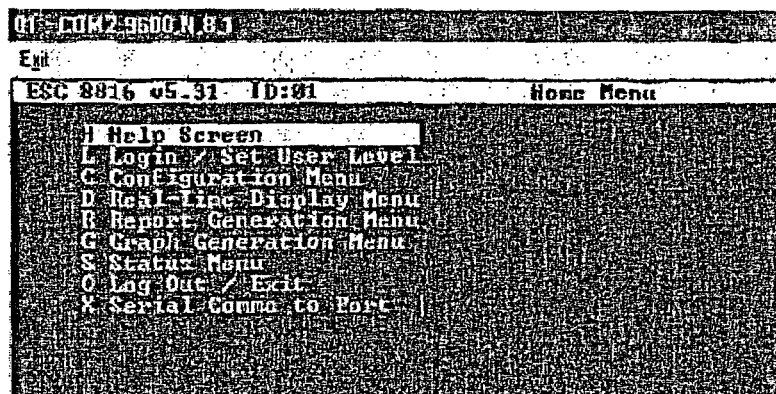 01 - COM2-9600,N,8,1
Exit
ESC 8816 v5.31 ID:01 Home Menu
H Help Screen
L Login / Set User Level
C Configuration Menu
D Real-Time Display Menu
R Report Generation Menu
G Graph Generation Menu
S Status Menu
O Log Out / Exit
X Serial Comms to Port